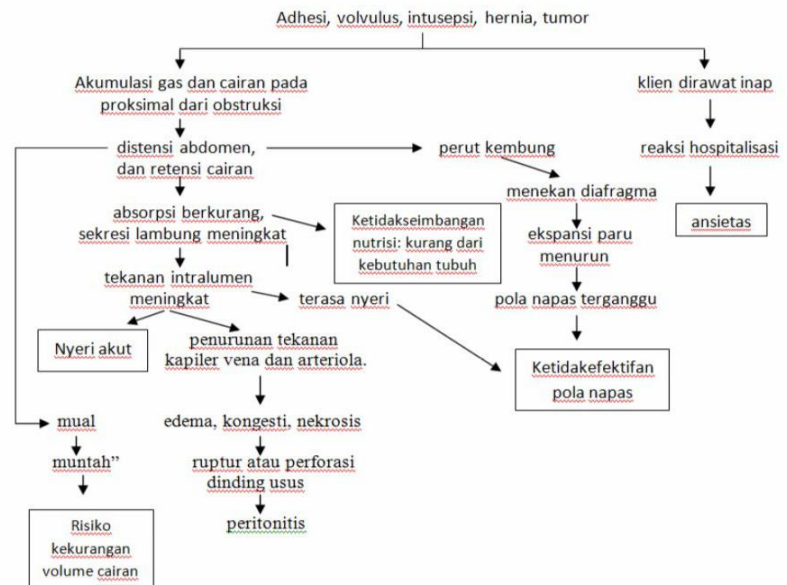 Adhesi, volvulus, intusepsi, hernia, tumor
Akumulasi gas dan cairan pada
proksimal dari obstruksi
klien dirawat inap
distensi abdomen,
dan retensi cairan
perut kembung
reaksi hospitalisasi
menekan diafragma
absorpsi berkurang,
sekresi lambung meningkat
Ketidakseimbangan
nutrisi: kurang dari
kebutuhan tubuh
ekspansi paru
menurun
ansietas
tekanan intralumen
meningkat
terasa nyeri
pola napas terganggu
Nyeri akut
penurunan tekanan
kapiler vena dan arteriola.
Ketidakefektifan
pola napas
mual
edema, kongesti, nekrosis
muntah”
ruptur atau perforasi
dinding usus
Risiko
kekurangan
volume cairan
peritonitis